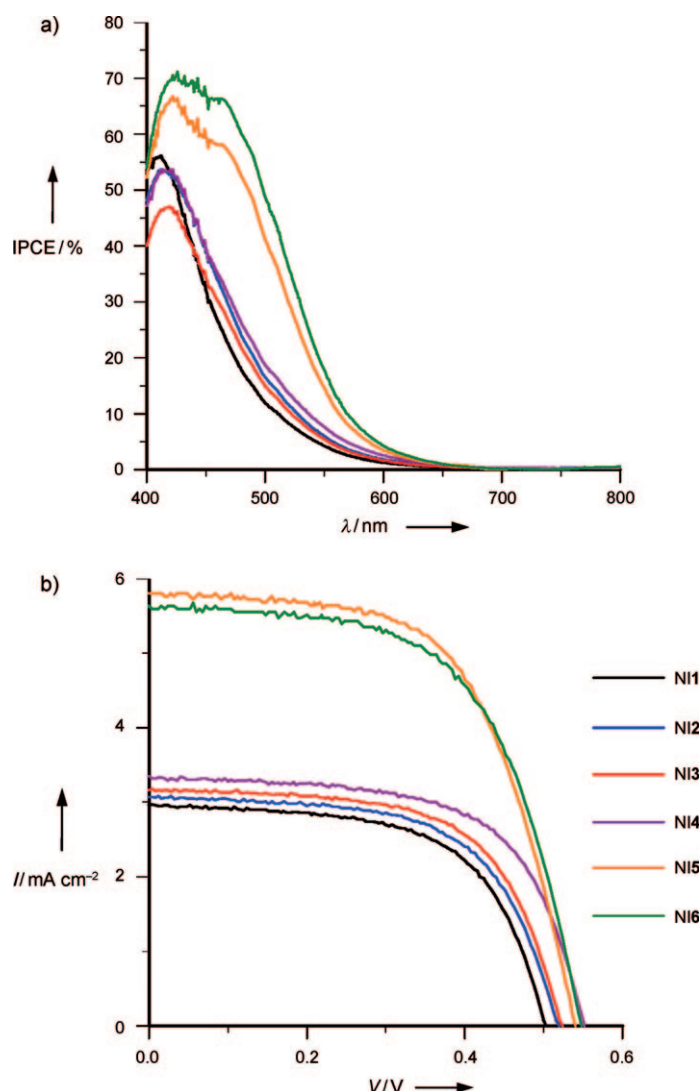 a)
80
70
60
50
40
30
20
10
0
IPCE / %
400 500 600 700 800
λ / nm
b)
6
4
2
0
I / mA cm⁻²
0.0 0.2 0.4 0.6
V / V
NI1
NI2
NI3
NI4
NI5
NI6